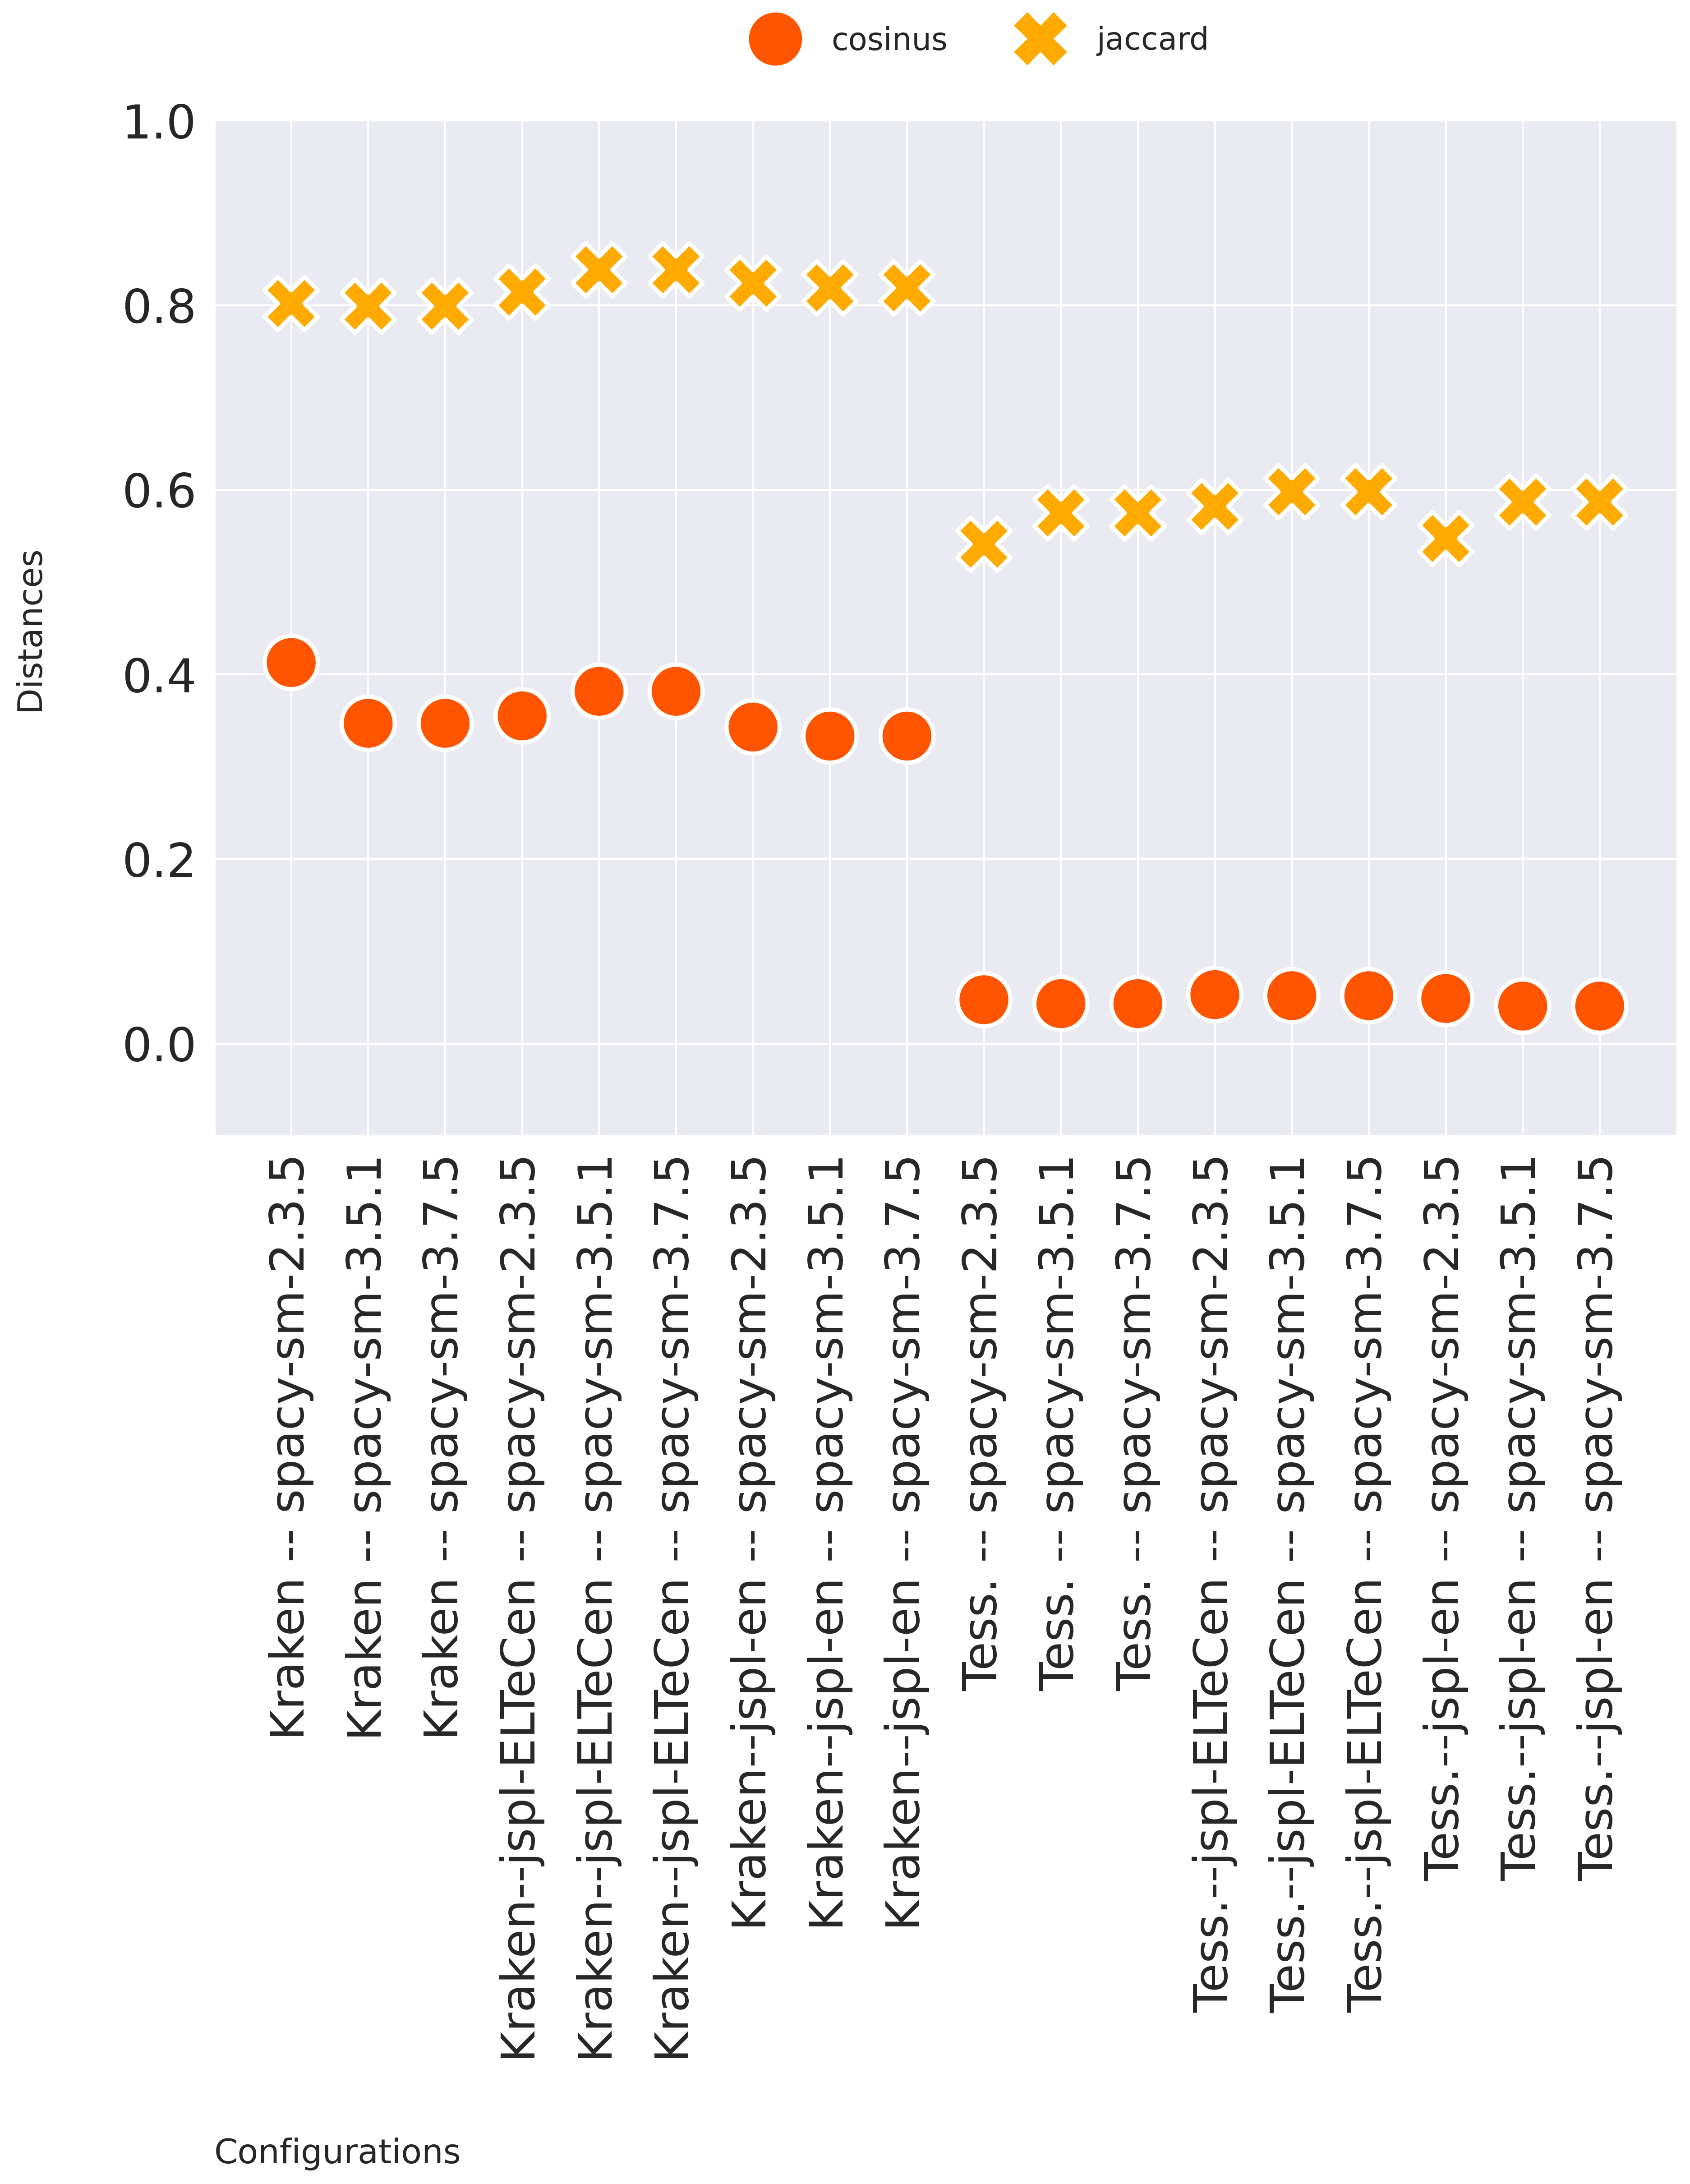 cosinus
jaccard
1.0
0.8
0.6
0.4
0.2
0.0
Distances
Kraken -- spacy-sm-2.3.5
Kraken -- spacy-sm-3.5.1
Kraken -- spacy-sm-3.7.5
Kraken--jspl-ELTeCen -- spacy-sm-2.3.5
Kraken--jspl-ELTeCen -- spacy-sm-3.5.1
Kraken--jspl-ELTeCen -- spacy-sm-3.7.5
Kraken--jspl-en -- spacy-sm-2.3.5
Kraken--jspl-en -- spacy-sm-3.5.1
Kraken--jspl-en -- spacy-sm-3.7.5
Tess. -- spacy-sm-2.3.5
Tess. -- spacy-sm-3.5.1
Tess. -- spacy-sm-3.7.5
Tess.--jspl-ELTeCen -- spacy-sm-2.3.5
Tess.--jspl-ELTeCen -- spacy-sm-3.5.1
Tess.--jspl-ELTeCen -- spacy-sm-3.7.5
Tess.--jspl-en -- spacy-sm-2.3.5
Tess.--jspl-en -- spacy-sm-3.5.1
Tess.--jspl-en -- spacy-sm-3.7.5
Configurations